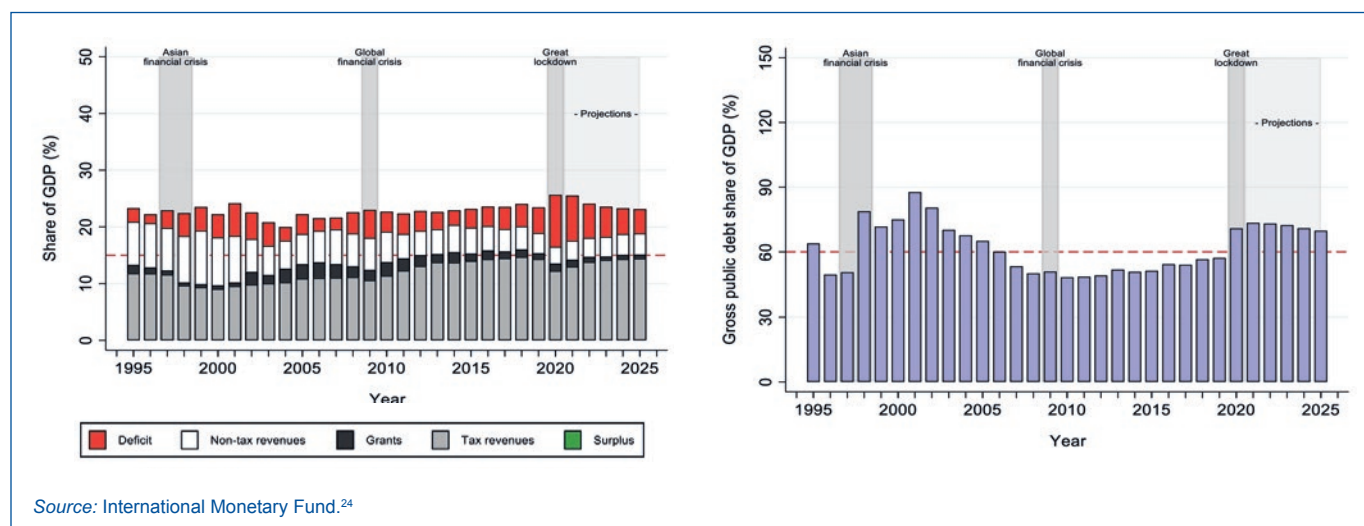 Asian
financial crisis
Global
financial crisis
Great
lockdown
- Projections -
Share of GDP (%)
50
40
30
20
10
0
1995
2000
2005
2010
2015
2020
2025
Year
Deficit
Non-tax revenues
Grants
Tax revenues
Surplus
Asian
financial crisis
Global
financial crisis
Great
lockdown
- Projections -
Gross public debt share of GDP (%)
150
120
90
60
30
0
1995
2000
2005
2010
2015
2020
2025
Year
Source: International Monetary Fund.24